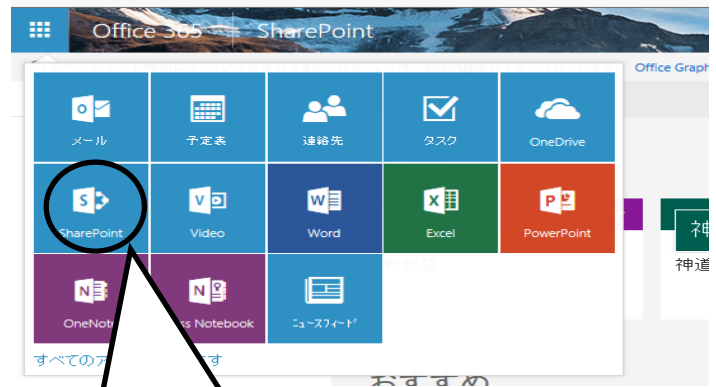 Office 365 SharePoint
Office Graph
メール 予定表 連絡先 タスク OneDrive
SharePoint Video Word Excel PowerPoint
OneNote ss Notebook ニュースフィード
神
神道
すべてのア す
おすすめ